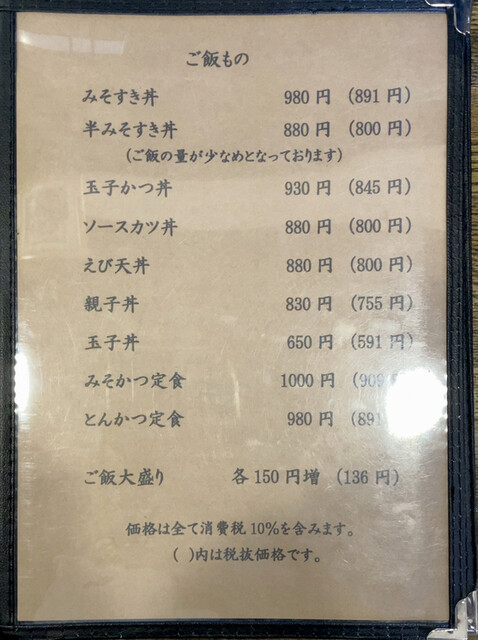 ご飯もの
みそすき丼 980円 (891円)
半みそすき丼 880円 (800円)
(ご飯の量が少なめとなっております)
玉子かつ丼 930円 (845円)
ソースカツ丼 880円 (800円)
えび天丼 880円 (800円)
親子丼 830円 (755円)
玉子丼 650円 (591円)
みそかつ定食 1000円 (909
とんかつ定食 980円 (891
ご飯大盛り 各150円増 (136円)
価格は全て消費税10%を含みます。
( )内は税抜価格です。